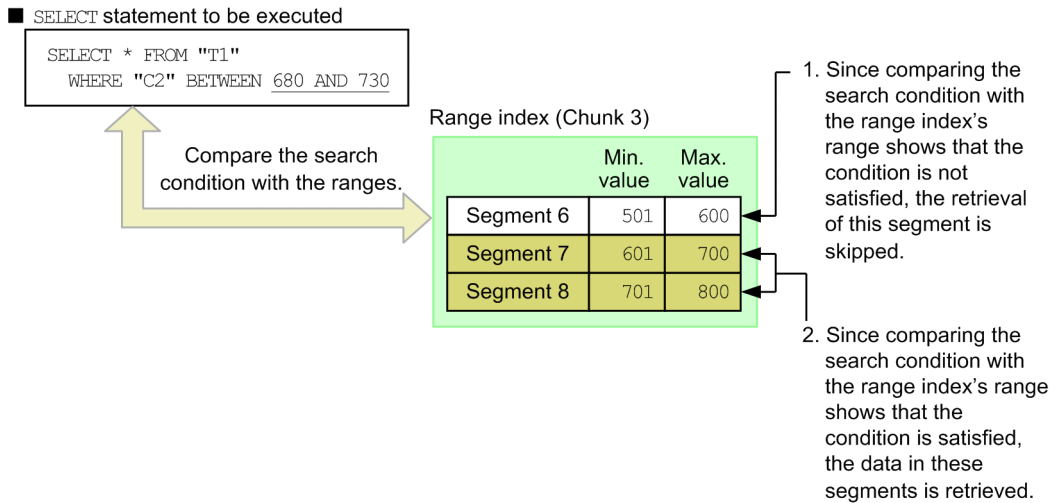 ■ SELECT statement to be executed
SELECT * FROM "T1"
WHERE "C2" BETWEEN 680 AND 730
Compare the search
condition with the ranges.
Range index (Chunk 3)
Min. value Max. value
Segment 6 501 600
Segment 7 601 700
Segment 8 701 800
1. Since comparing the
search condition with
the range index's
range shows that the
condition is not
satisfied, the retrieval
of this segment is
skipped.
2. Since comparing the
search condition with
the range index's range
shows that the
condition is satisfied,
the data in these
segments is retrieved.